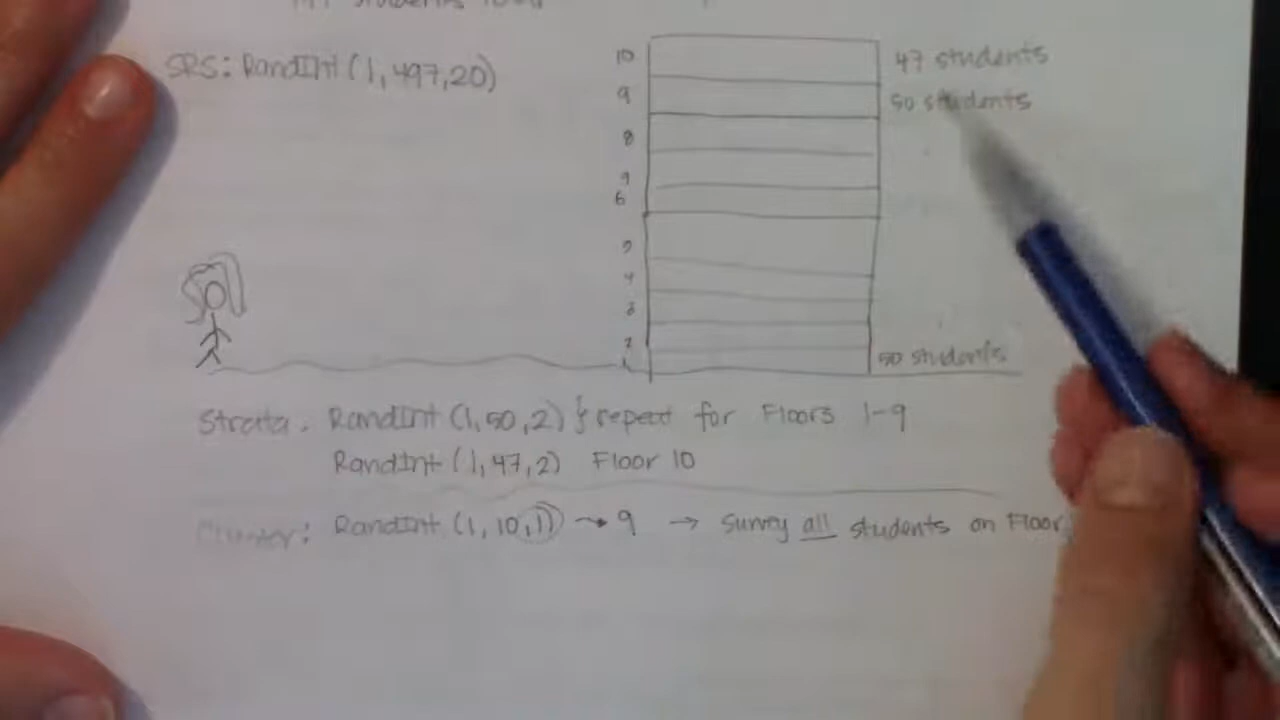 students
SRS: RandInt (1, 497, 20)
10
47 students
9
50 students
8
6
4
3
2
1
50 students
Strata: RandInt (1, 50, 2) } repeat for Floors 1-9
RandInt (1, 47, 2) Floor 10
Cluster: RandInt (1, 10, 1) → 9 → Survey all students on Floor